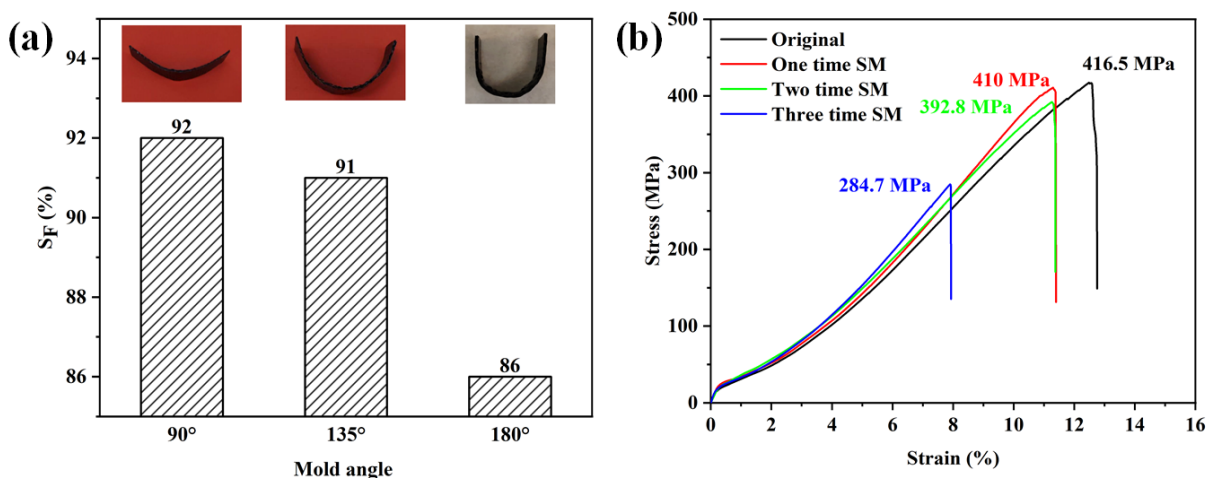 (a)
94
92
90
88
86
S_F (%)
92
91
86
90°
135°
180°
Mold angle
(b)
500
400
300
200
100
0
Stress (MPa)
Original
One time SM
Two time SM
Three time SM
416.5 MPa
410 MPa
392.8 MPa
284.7 MPa
0 2 4 6 8 10 12 14 16
Strain (%)